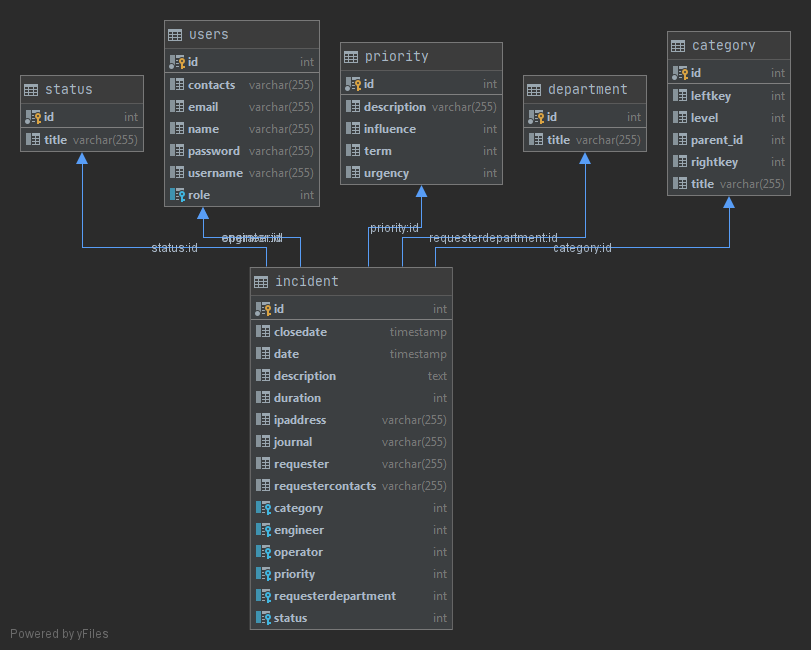 users
id int
contacts varchar(255)
email varchar(255)
name varchar(255)
password varchar(255)
username varchar(255)
role int
priority
id int
description varchar(255)
influence int
term int
urgency int
category
id int
leftkey int
level int
parent_id int
rightkey int
title varchar(255)
status
id int
title varchar(255)
department
id int
title varchar(255)
priority:id
requesterdepartment:id
status:id
category:id
incident
id int
closedate timestamp
date timestamp
description text
duration int
ipaddress varchar(255)
journal varchar(255)
requester varchar(255)
requestercontacts varchar(255)
category int
engineer int
operator int
priority int
requesterdepartment int
status int
Powered by yFiles